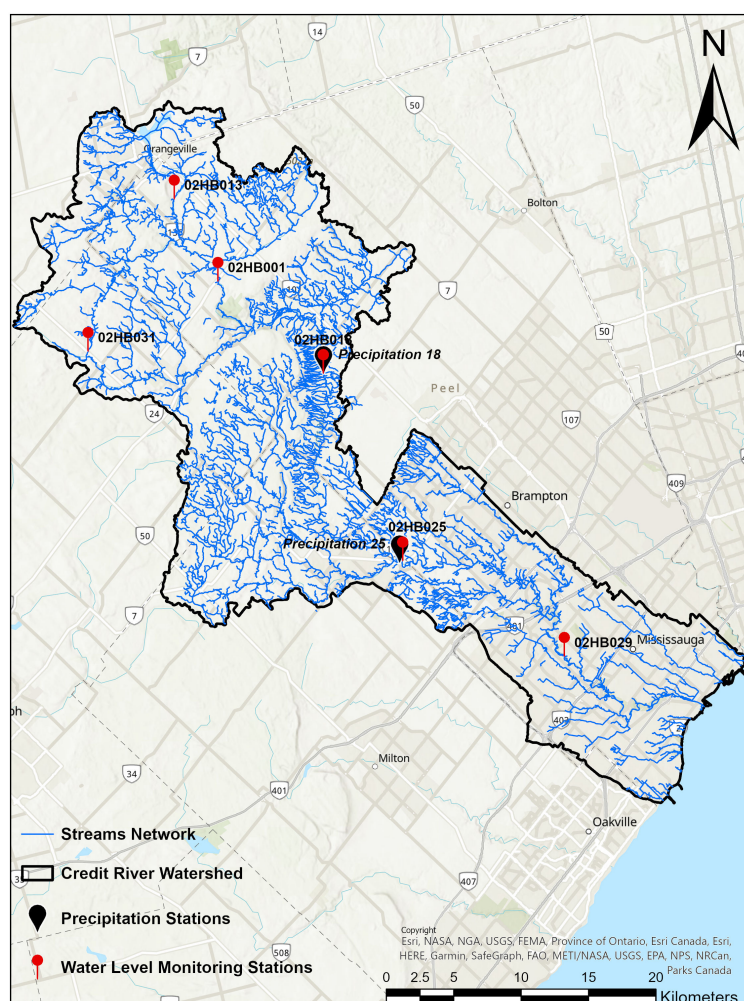 N
14
7
50
Orangeville
Bolton
02HB013
02HB001
7
02HB031
50
Precipitation 18
Peel
24
107
409
Brampton
02HB025
50
Precipitation 25
7
401
02HB029
Mississauga
Milton
34
401
Oakville
Streams Network
Credit River Watershed
407
Precipitation Stations
508
Water Level Monitoring Stations
Copyright
Esri, NASA, NGA, USGS, FEMA, Province of Ontario, Esri Canada, Esri,
HERE, Garmin, SafeGraph, FAO, METI/NASA, USGS, EPA, NPS, NRCan,
Parks Canada
0 2.5 5 10 15 20
Kilometers